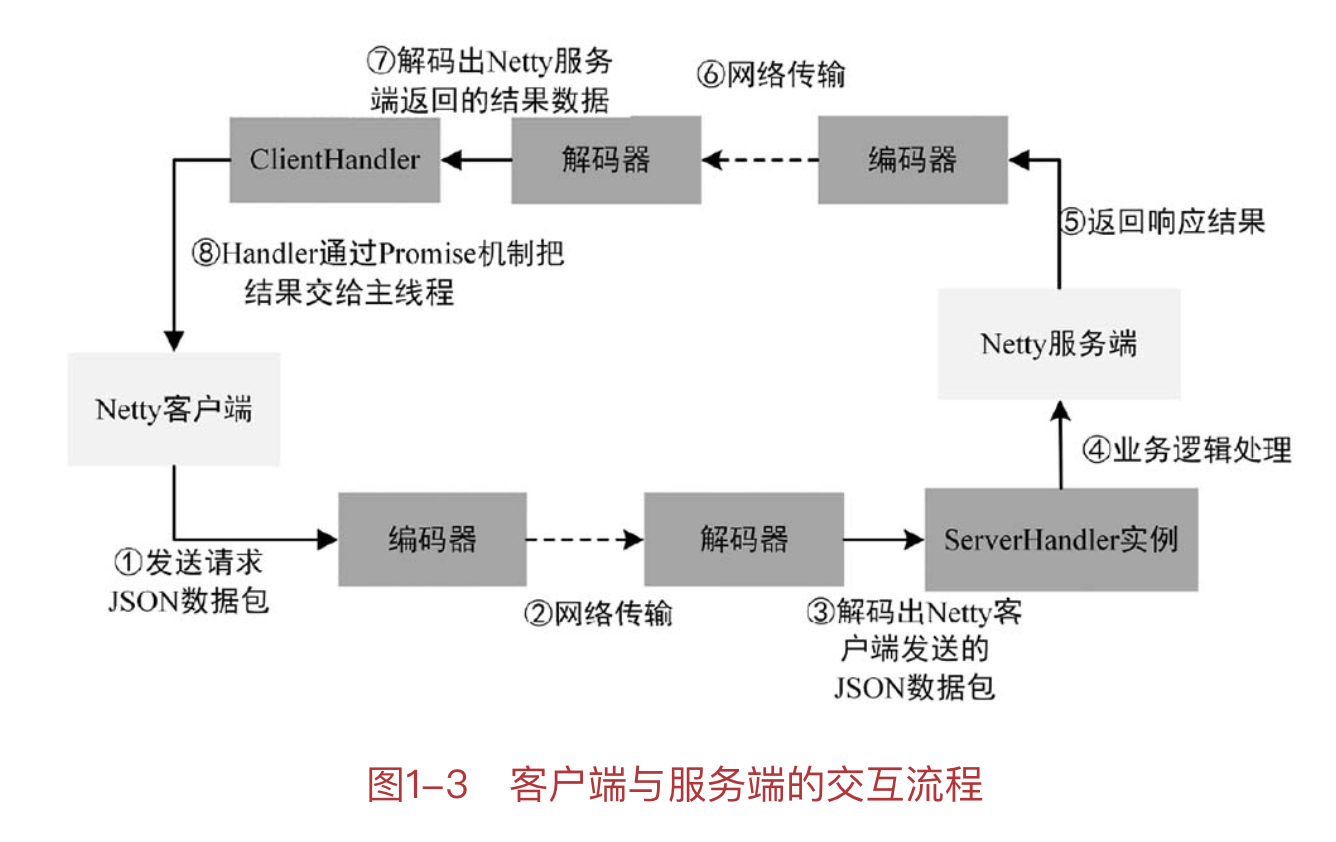 ⑦解码出Netty服务
端返回的结果数据
⑥网络传输
ClientHandler
解码器
编码器
⑤返回响应结果
⑧Handler通过Promise机制把
结果交给主线程
Netty服务端
Netty客户端
④业务逻辑处理
编码器
解码器
ServerHandler实例
①发送请求
JSON数据包
②网络传输
③解码出Netty客
户端发送的
JSON数据包
图1-3 客户端与服务端的交互流程